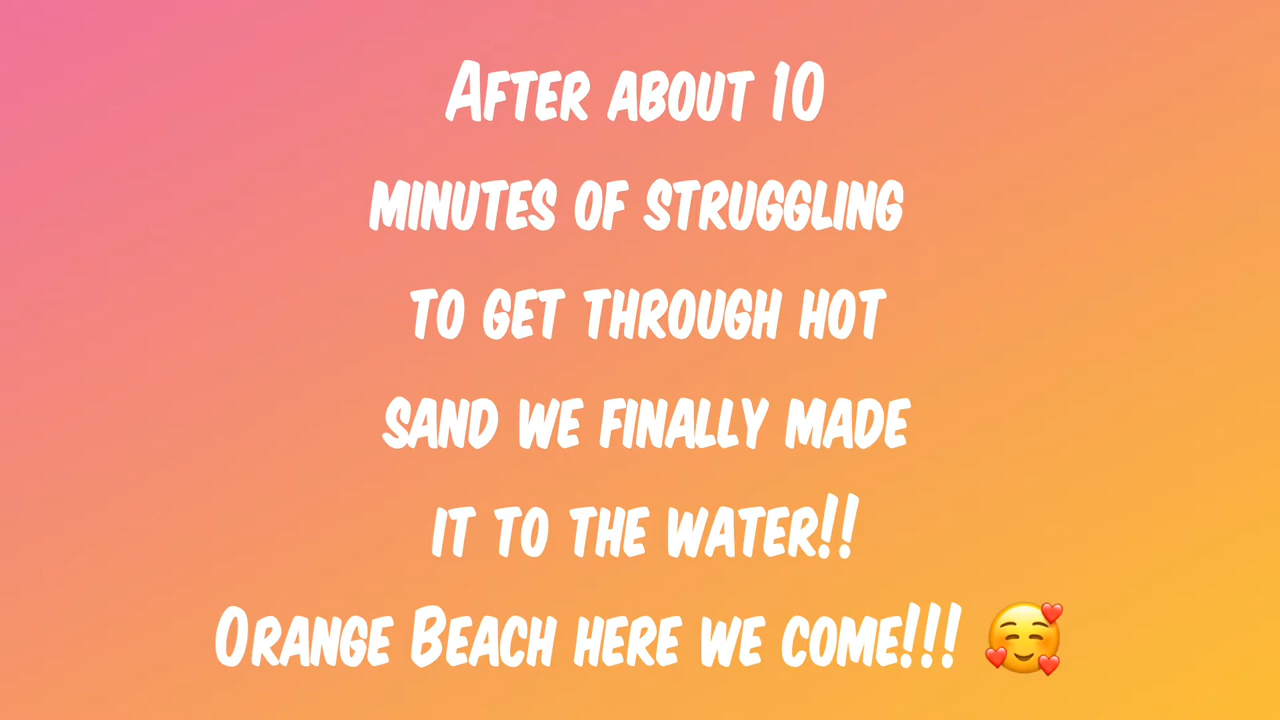 After about 10
minutes of struggling
to get through hot
sand we finally made
it to the water!!
Orange Beach here we come!!! 🥰